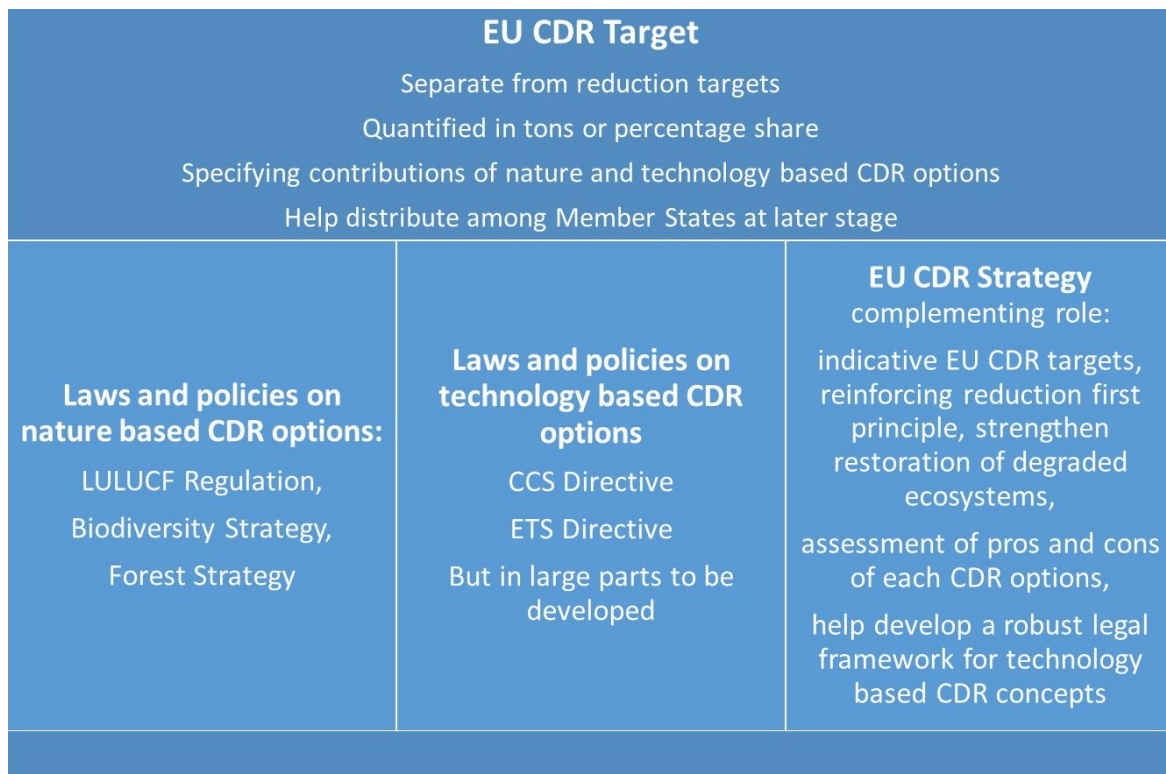 EU CDR Target
Separate from reduction targets
Quantified in tons or percentage share
Specifying contributions of nature and technology based CDR options
Help distribute among Member States at later stage
Laws and policies on
nature based CDR options:
LULUCF Regulation,
Biodiversity Strategy,
Forest Strategy
Laws and policies on
technology based CDR
options
CCS Directive
ETS Directive
But in large parts to be
developed
EU CDR Strategy
complementing role:
indicative EU CDR targets,
reinforcing reduction first
principle, strengthen
restoration of degraded
ecosystems,
assessment of pros and cons
of each CDR options,
help develop a robust legal
framework for technology
based CDR concepts